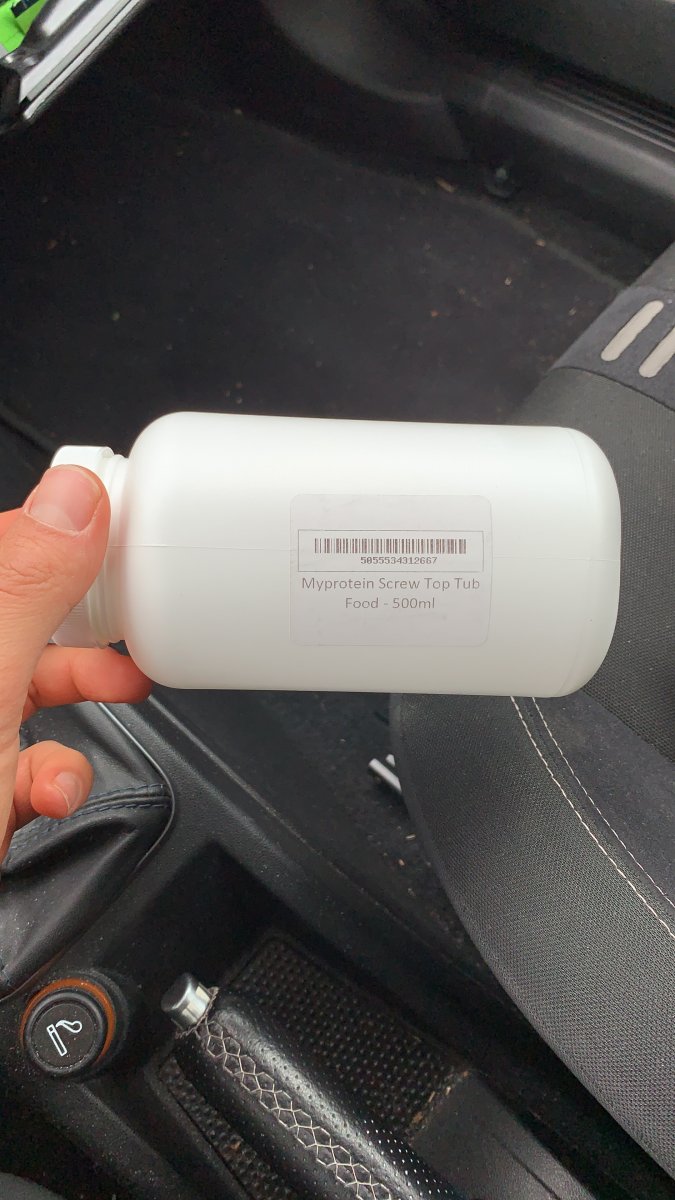 5055534312667
Myprotein Screw Top Tub
Food - 500ml